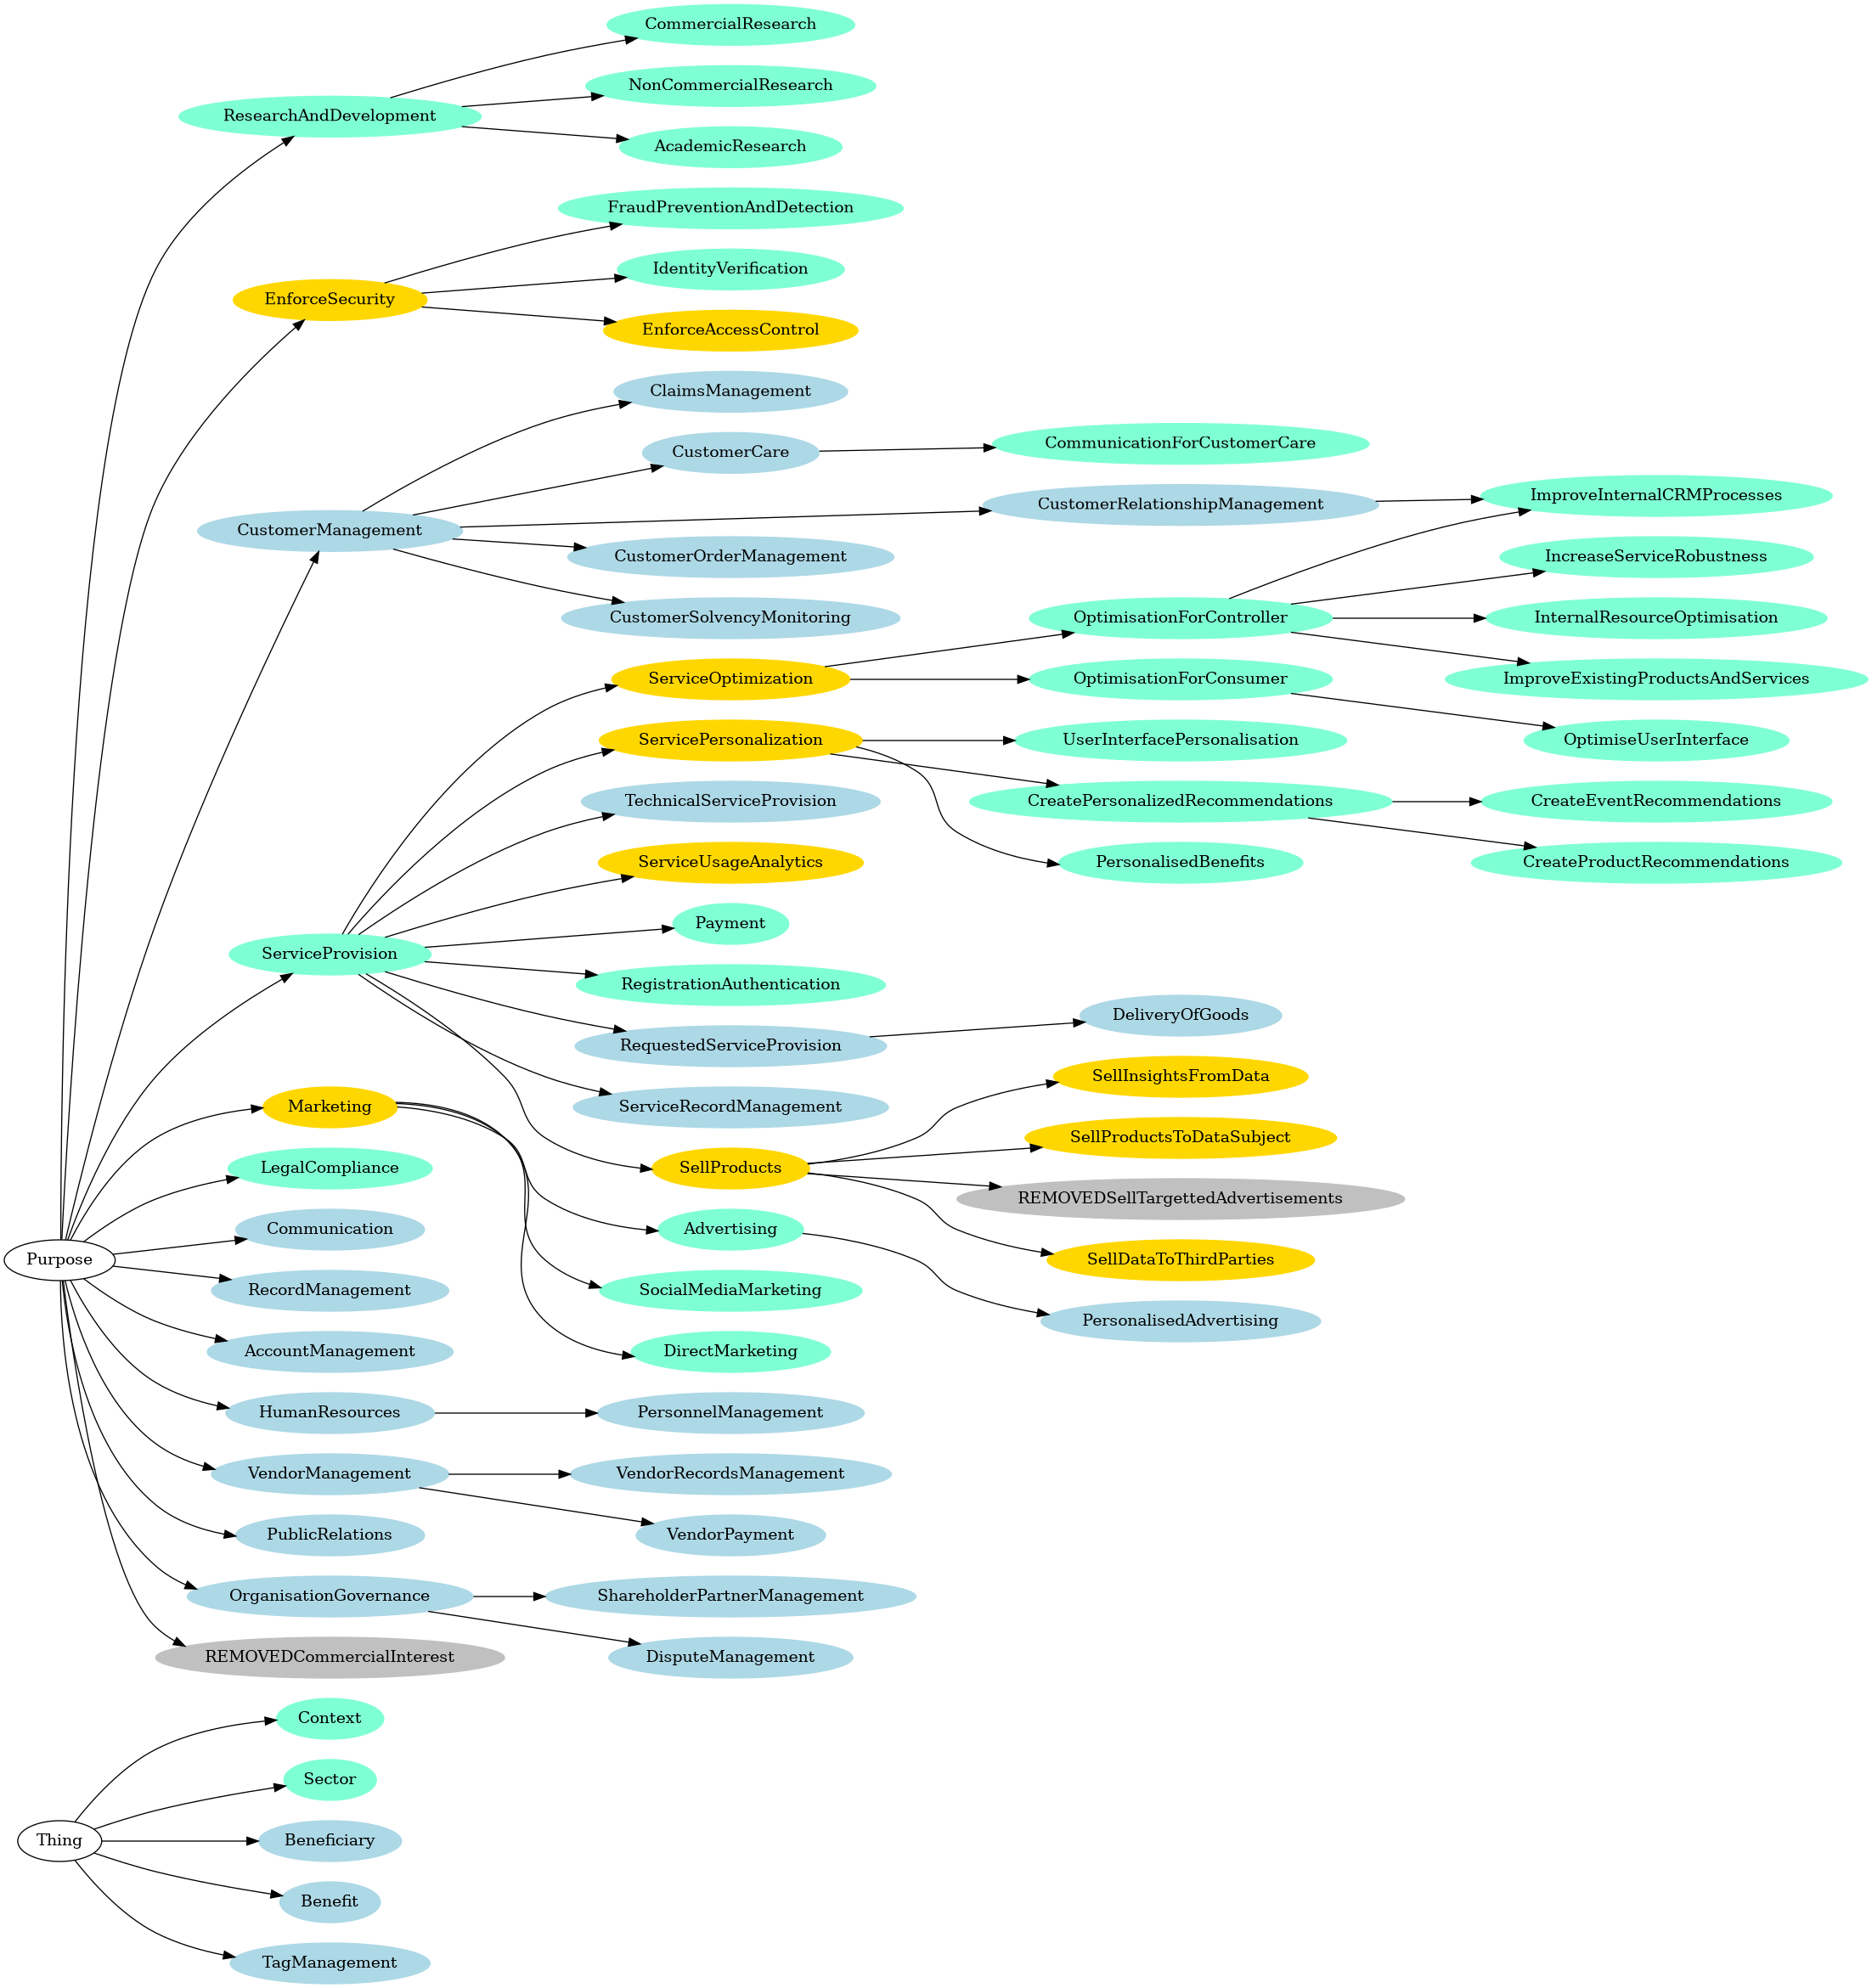 CommercialResearch
NonCommercialResearch
ResearchAndDevelopment
AcademicResearch
FraudPreventionAndDetection
IdentityVerification
EnforceSecurity
EnforceAccessControl
ClaimsManagement
CustomerCare
CommunicationForCustomerCare
CustomerManagement
CustomerRelationshipManagement
ImproveInternalCRMProcesses
CustomerOrderManagement
IncreaseServiceRobustness
CustomerSolvencyMonitoring
OptimisationForController
InternalResourceOptimisation
ServiceOptimization
OptimisationForConsumer
ImproveExistingProductsAndServices
ServicePersonalization
UserInterfacePersonalisation
OptimiseUserInterface
TechnicalServiceProvision
CreatePersonalizedRecommendations
CreateEventRecommendations
ServiceUsageAnalytics
PersonalisedBenefits
CreateProductRecommendations
Payment
ServiceProvision
RegistrationAuthentication
RequestedServiceProvision
DeliveryOfGoods
ServiceRecordManagement
SellInsightsFromData
Marketing
SellProductsToDataSubject
LegalCompliance
SellProducts
REMOVEDSellTargettedAdvertisements
Communication
Advertising
SellDataToThirdParties
Purpose
RecordManagement
SocialMediaMarketing
PersonalisedAdvertising
AccountManagement
DirectMarketing
HumanResources
PersonnelManagement
VendorManagement
VendorRecordsManagement
PublicRelations
VendorPayment
OrganisationGovernance
ShareholderPartnerManagement
REMOVEDCommercialInterest
DisputeManagement
Context
Sector
Thing
Beneficiary
Benefit
TagManagement